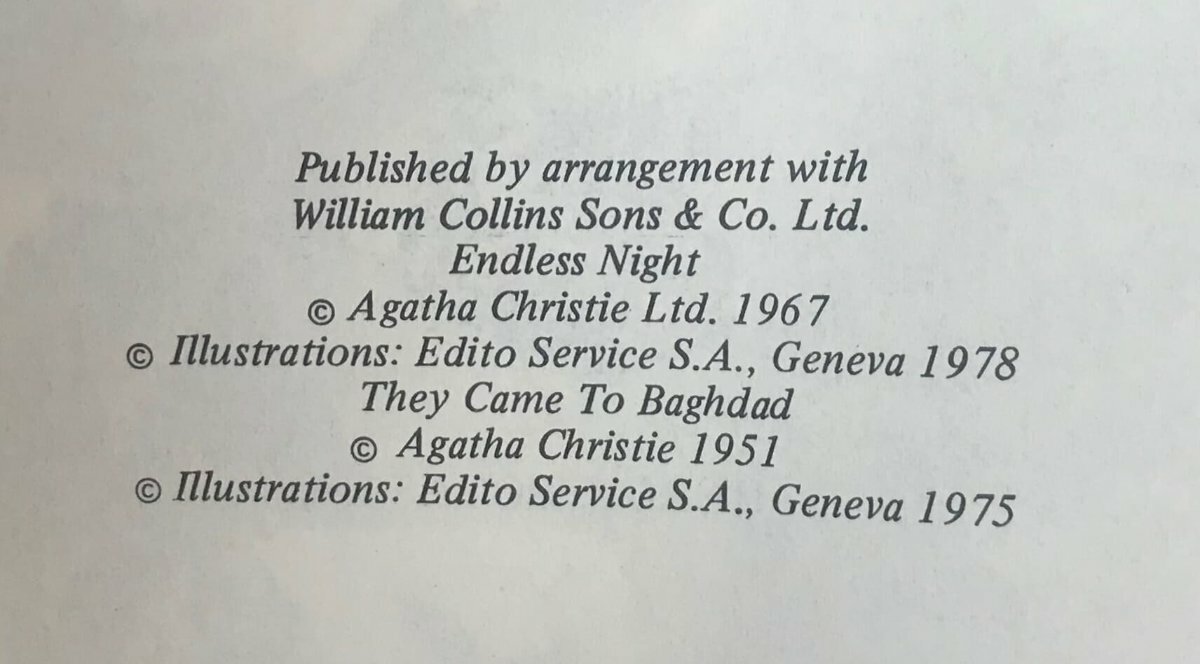 Published by arrangement with
William Collins Sons & Co. Ltd.
Endless Night
© Agatha Christie Ltd. 1967
© Illustrations: Edito Service S.A., Geneva 1978
They Came To Baghdad
© Agatha Christie 1951
© Illustrations: Edito Service S.A., Geneva 1975